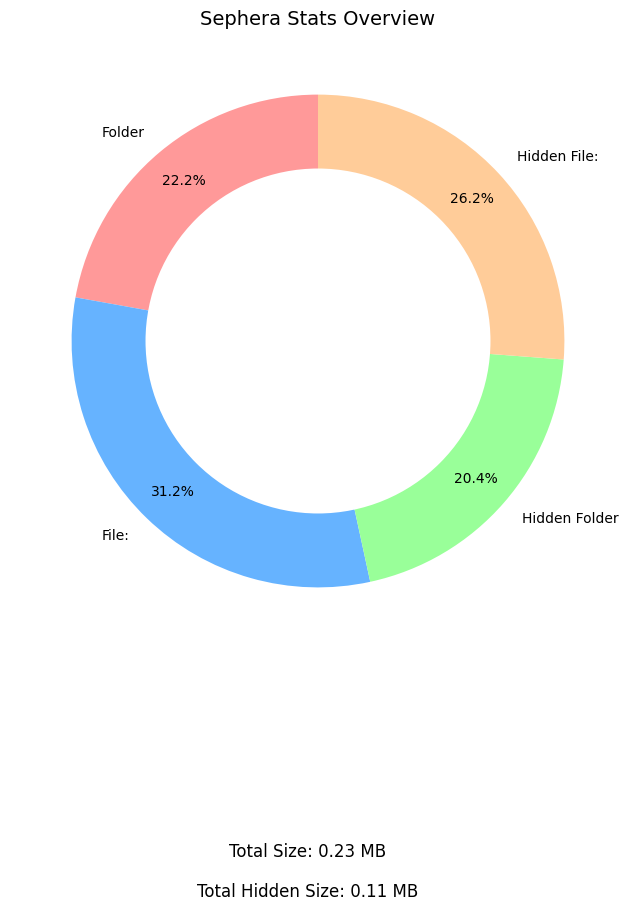 Sephera Stats Overview
Folder
Hidden File:
22.2%
26.2%
31.2%
20.4%
File:
Hidden Folder
Total Size: 0.23 MB
Total Hidden Size: 0.11 MB